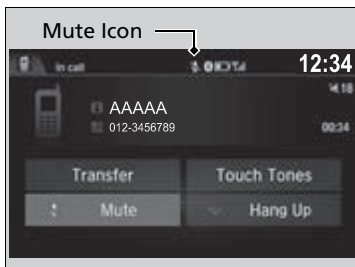 Mute Icon
In call
12:34
AAAAA
012-3456789
00:34
Transfer
Touch Tones
Mute
Hang Up